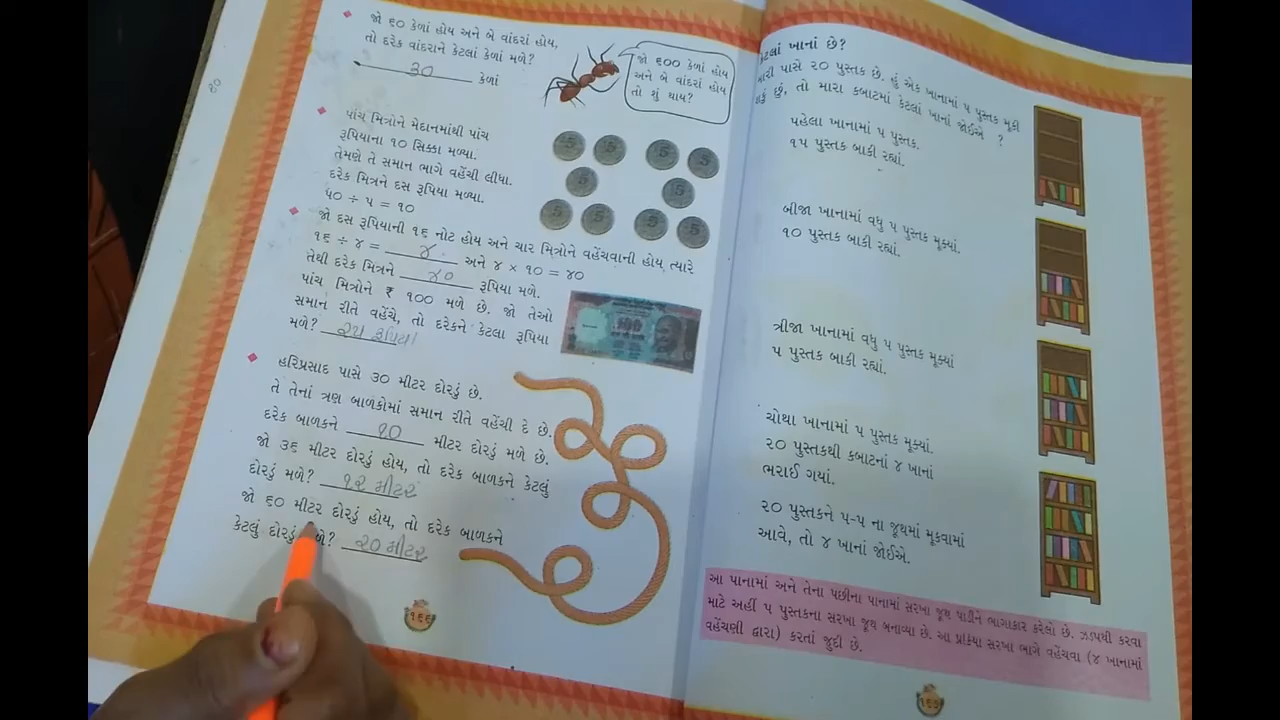 જો ૬૦ કેળાં હોય અને બે વાંદરાં હોય,
તો દરેક વાંદરાને કેટલાં કેળાં મળે?
૩૦ કેળાં
જો ૬૦૦ કેળાં હોય
અને બે વાંદરાં હોય
તો શું થાય?
પાંચ મિત્રોને મેદાનમાંથી પાંચ
રૂપિયાના ૧૦ સિક્કા મળ્યા.
તેમણે તે સમાન ભાગે વહેંચી લીધા.
દરેક મિત્રને દસ રૂપિયા મળ્યા.
૫૦ ÷ ૫ = ૧૦
જો દસ રૂપિયાની ૧૬ નોટ હોય અને ચાર મિત્રોને વહેંચવાની હોય, ત્યારે
૧૬ ÷ ૪ = ૪ અને ૪ × ૧૦ = ૪૦
તેથી દરેક મિત્રને ૪૦ રૂપિયા મળે.
પાંચ મિત્રોને ₹ ૧૦૦ મળે છે. જો તેઓ
સમાન રીતે વહેંચે, તો દરેકને કેટલા રૂપિયા
મળે? રૂપિયા
હરિપ્રસાદ પાસે ૩૦ મીટર દોરડું છે.
તે તેનાં ત્રણ બાળકોમાં સમાન રીતે વહેંચી દે છે.
દરેક બાળકને ૧૦ મીટર દોરડું મળે છે.
જો ૩૬ મીટર દોરડું હોય, તો દરેક બાળકને કેટલું
દોરડું મળે? ૧૨ મીટર
જો ૬૦ મીટર દોરડું હોય, તો દરેક બાળકને
કેટલું દોરડું મળે? ૨૦ મીટર
૧૬૬
કેટલાં ખાનાં છે?
મારી પાસે ૨૦ પુસ્તક છે. હું એક ખાનામાં ૫ પુસ્તક મૂકી
શકું છું, તો મારા કબાટમાં કેટલાં ખાનાં જોઈએ ?
પહેલા ખાનામાં ૫ પુસ્તક.
૧૫ પુસ્તક બાકી રહ્યાં.
બીજા ખાનામાં વધુ ૫ પુસ્તક મૂક્યાં.
૧૦ પુસ્તક બાકી રહ્યાં.
ત્રીજા ખાનામાં વધુ ૫ પુસ્તક મૂક્યાં
૫ પુસ્તક બાકી રહ્યાં.
ચોથા ખાનામાં ૫ પુસ્તક મૂક્યાં.
૨૦ પુસ્તકથી કબાટનાં ૪ ખાનાં
ભરાઈ ગયાં.
૨૦ પુસ્તકને ૫-૫ ના જૂથમાં મૂકવામાં
આવે, તો ૪ ખાનાં જોઈએ.
આ પાનામાં અને તેના પછીના પાનામાં સરખા જૂથ પાડીને ભાગાકાર કરેલો છે. ઝડપથી કરવા
માટે અહીં ૫ પુસ્તકના સરખા જૂથ બનાવ્યા છે. આ પ્રક્રિયા સરખા ભાગે વહેંચવા (૪ ખાનામાં
વહેંચણી દ્વારા) કરતાં જુદી છે.
૧૬૭